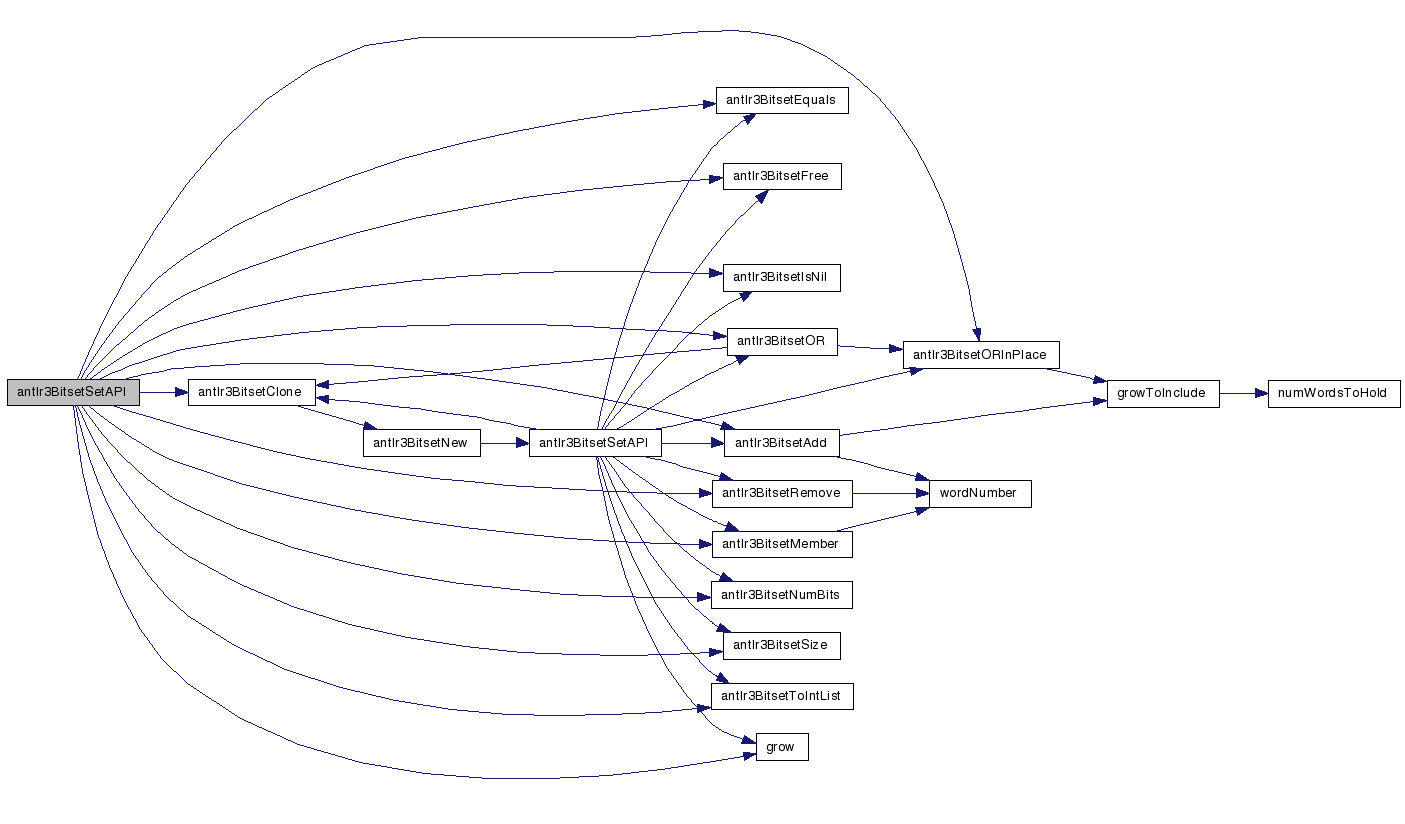 antlr3BitsetEquals
antlr3BitsetFree
antlr3BitsetIsNil
antlr3BitsetOR
antlr3BitsetORInPlace
antlr3BitsetSetAPI
antlr3BitsetClone
growToInclude
numWordsToHold
antlr3BitsetNew
antlr3BitsetSetAPI
antlr3BitsetAdd
antlr3BitsetRemove
wordNumber
antlr3BitsetMember
antlr3BitsetNumBits
antlr3BitsetSize
antlr3BitsetToIntList
grow